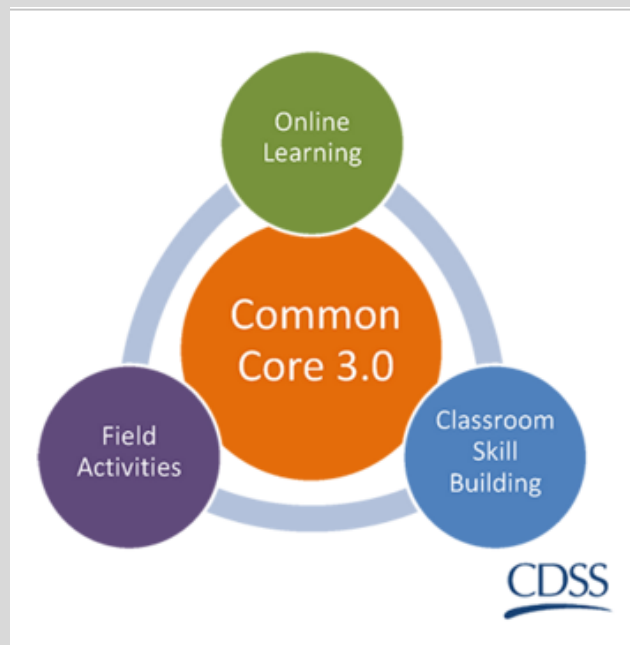 Online
Learning
Common
Core 3.0
Field
Activities
Classroom
Skill
Building
CDSS